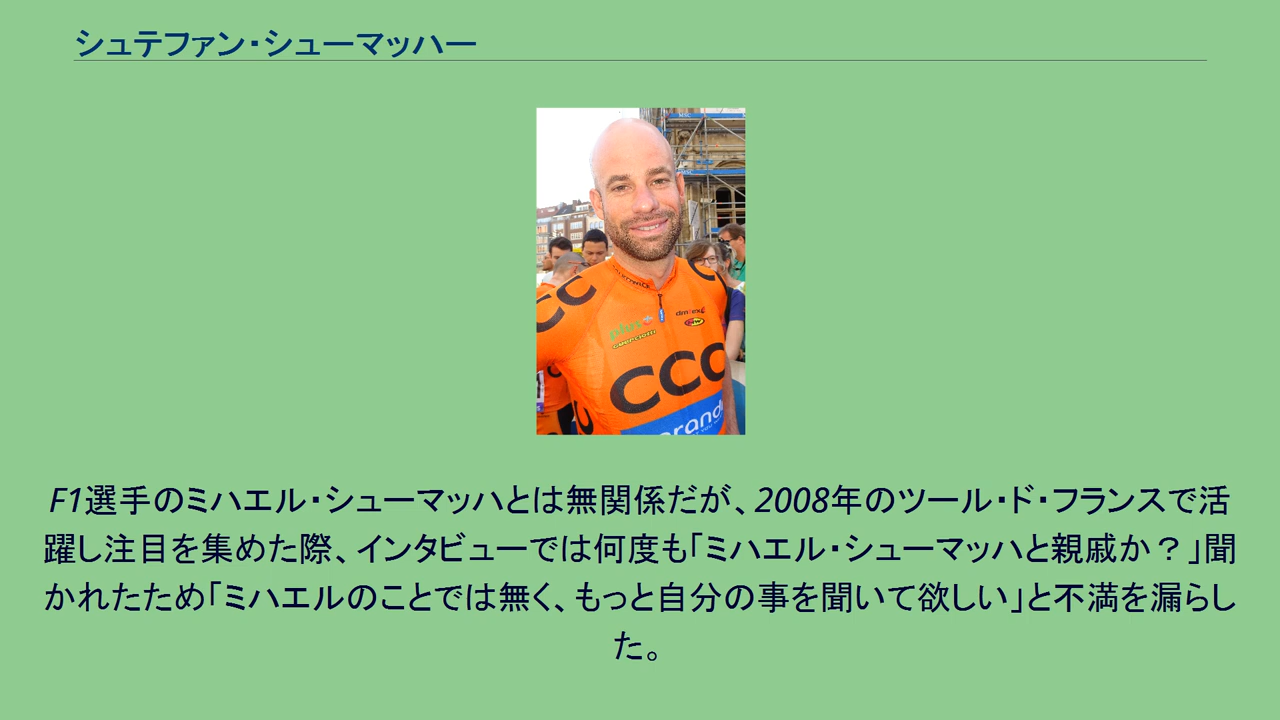 シュテファン・シューマッハー
MSC
CCC
CCC
CCC
brand
F1選手のミハエル・シューマッハとは無関係だが、2008年のツール・ド・フランスで活
躍し注目を集めた際、インタビューでは何度も「ミハエル・シューマッハと親戚か？」聞
かれたため「ミハエルのことでは無く、もっと自分の事を聞いて欲しい」と不満を漏らし
た。